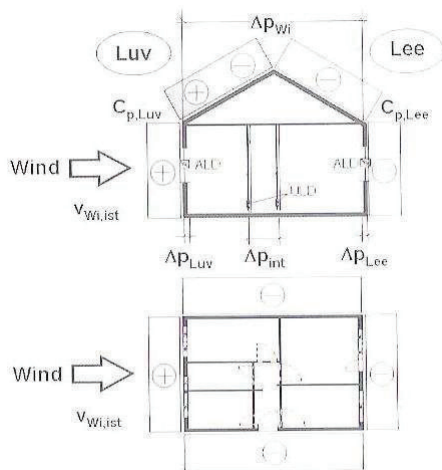 Δp_Wi
Luv
Lee
C_p,Luv
C_p,Lee
ALD
ALD
Wind
ÜLD
v_Wi,ist
Δp_Luv
Δp_int
Δp_Lee
Wind
v_Wi,ist